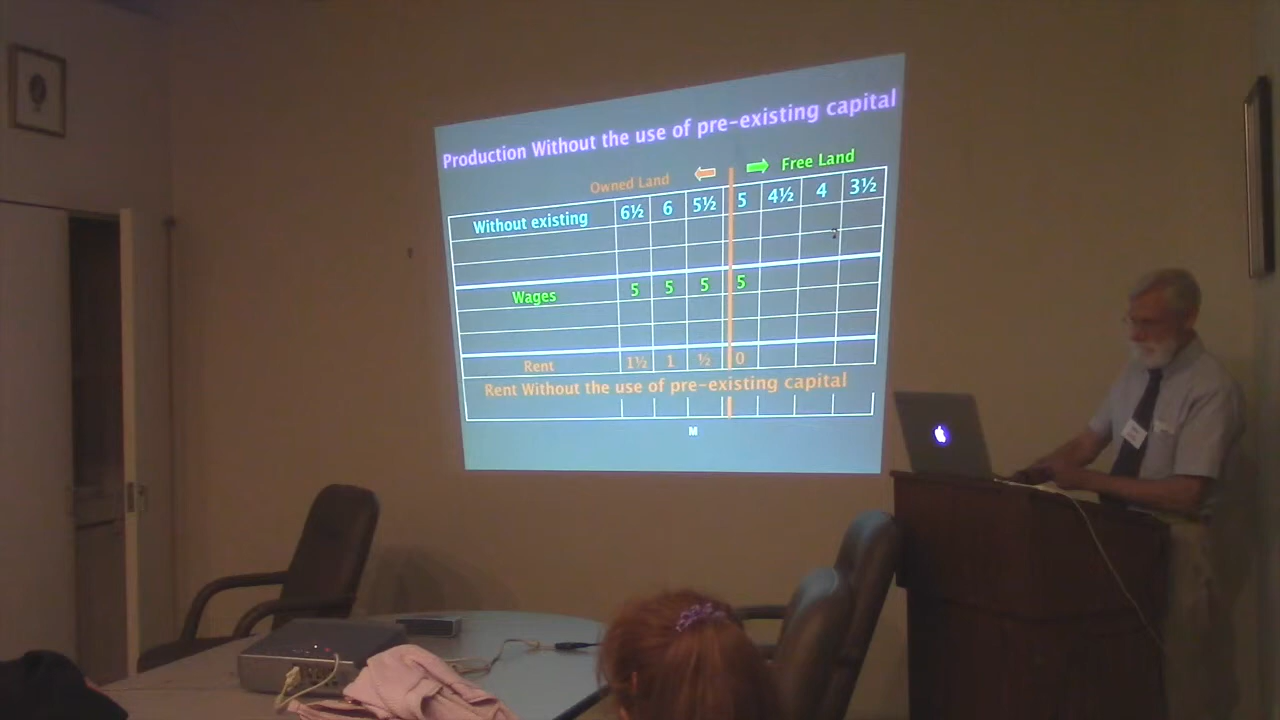 Production Without the use of pre-existing capital
Owned Land Free Land
Without existing 6½ 6 5½ 5 4½ 4 3½
Wages 5 5 5 5
Rent 1½ 1 ½ 0
Rent Without the use of pre-existing capital
M